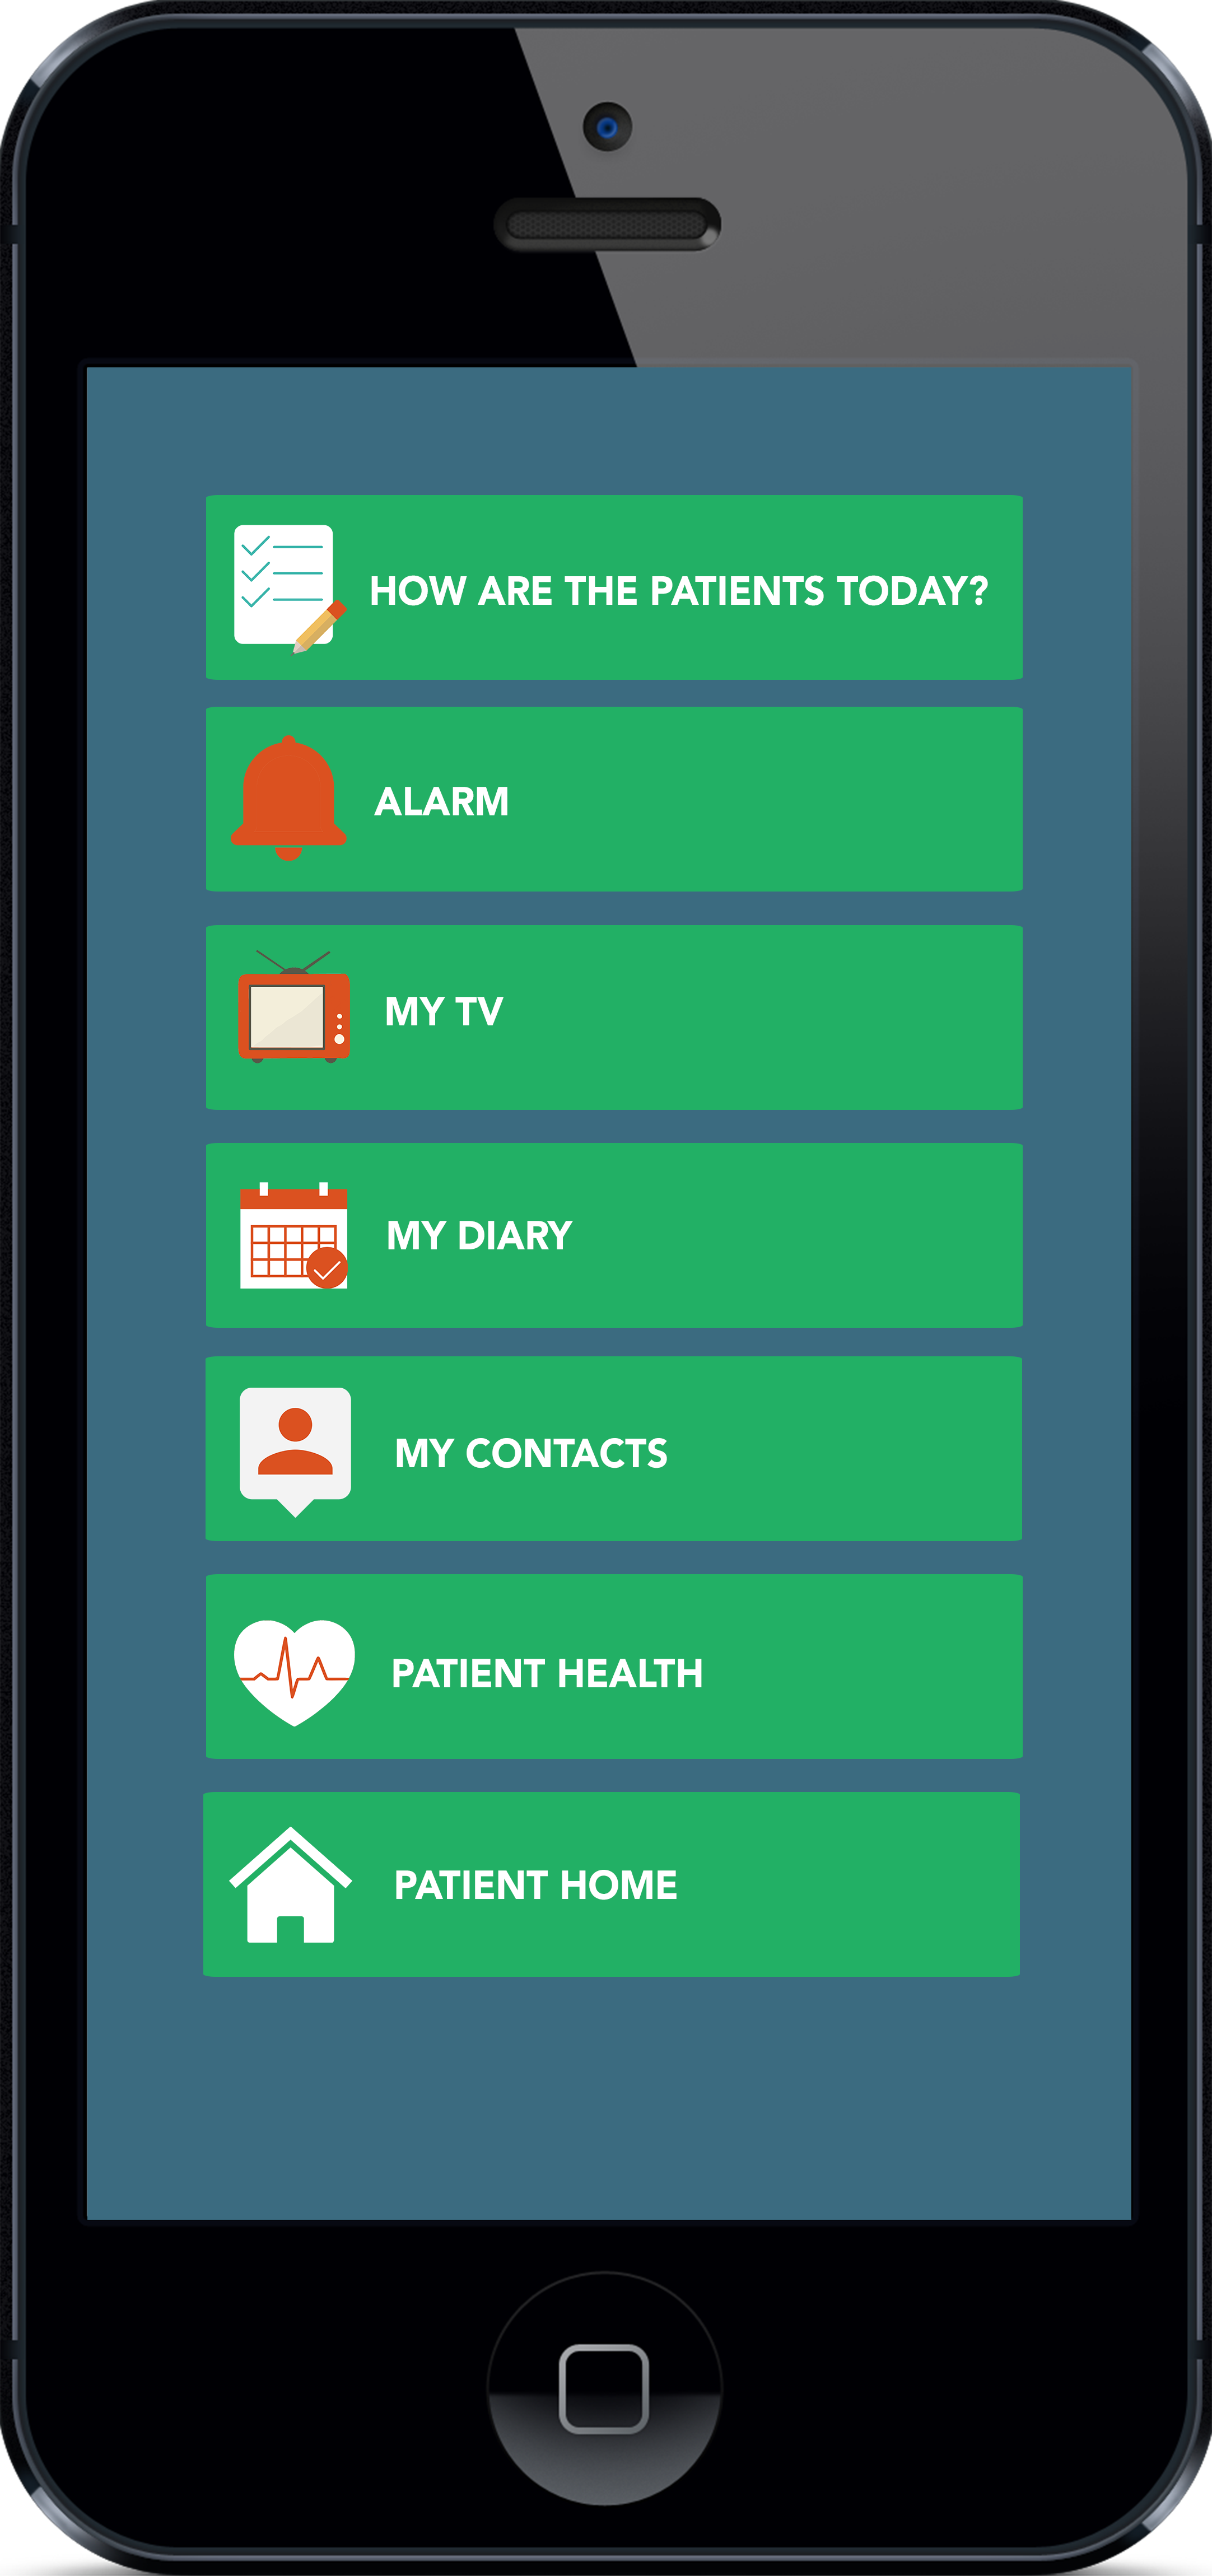 HOW ARE THE PATIENTS TODAY?
ALARM
MY TV
MY DIARY
MY CONTACTS
PATIENT HEALTH
PATIENT HOME